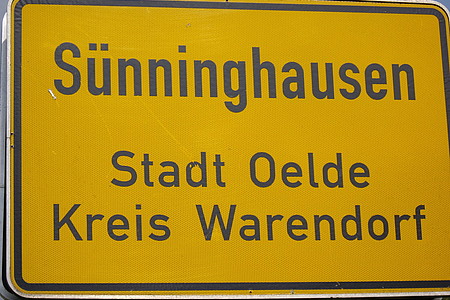 Sünninghausen
Stadt Oelde
Kreis Warendorf